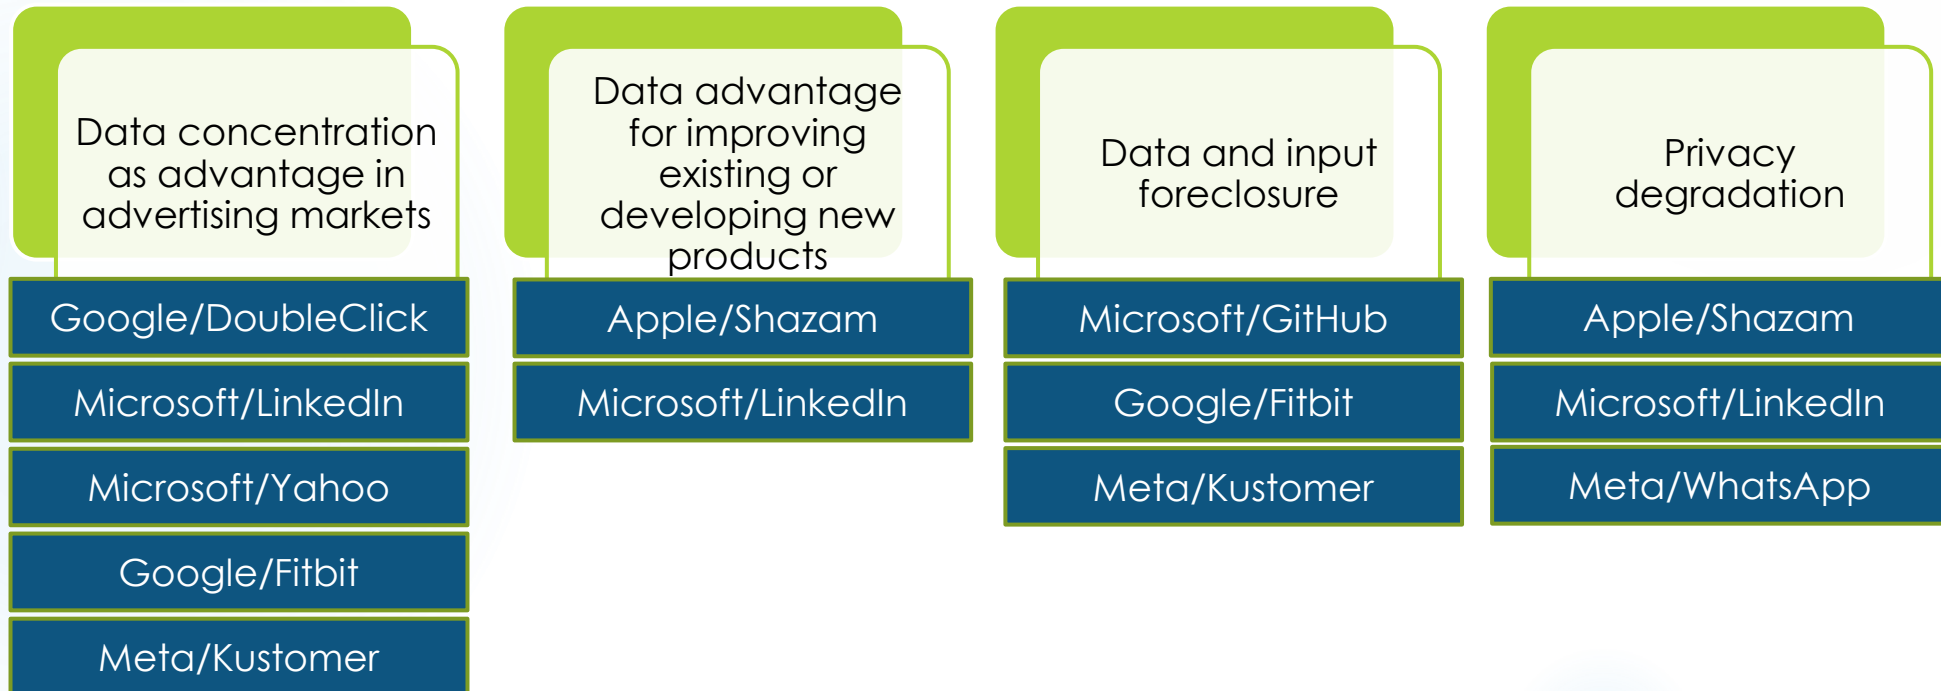 Data concentration
as advantage in
advertising markets
Google/DoubleClick
Microsoft/LinkedIn
Microsoft/Yahoo
Google/Fitbit
Meta/Kustomer
Data advantage
for improving
existing or
developing new
products
Apple/Shazam
Microsoft/LinkedIn
Data and input
foreclosure
Microsoft/GitHub
Google/Fitbit
Meta/Kustomer
Privacy
degradation
Apple/Shazam
Microsoft/LinkedIn
Meta/WhatsApp